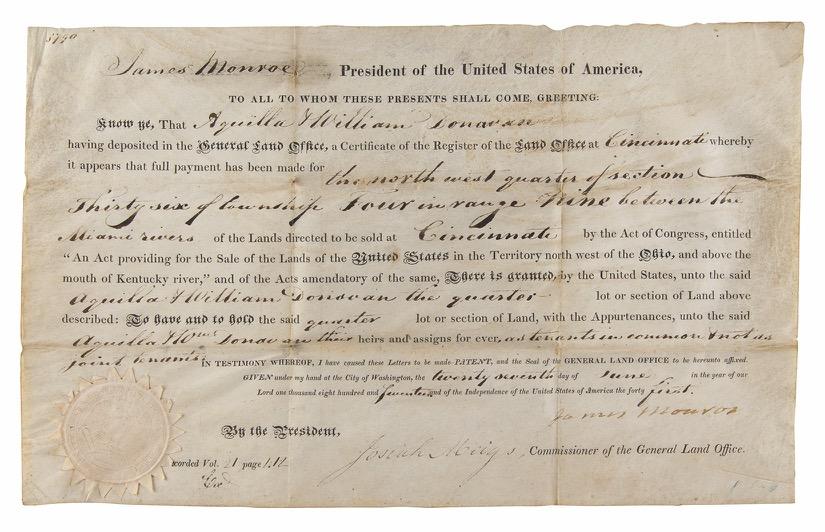 James Monroe President of the United States of America,
TO ALL TO WHOM THESE PRESENTS SHALL COME, GREETING:
Know ye, That Aquilla & William Donovan
having deposited in the General Land Office, a Certificate of the Register of the Land Office at Cincinnati whereby
it appears that full payment has been made for the north west quarter of section
Thirty six of township Four in range Nine between the
Miami rivers of the Lands directed to be sold at Cincinnati by the Act of Congress, entitled
“An Act providing for the Sale of the Lands of the United States in the Territory north west of the Ohio, and above the
mouth of Kentucky river,” and of the Acts amendatory of the same, There is granted, by the United States, unto the said
Aquilla & William Donovan the quarter lot or section of Land above
described: To have and to hold the said quarter lot or section of Land, with the Appurtenances, unto the said
Aquilla & Wm Donovan their heirs and assigns for ever, as tenants in common & not as
joint tenants. IN TESTIMONY WHEREOF, I have caused these Letters to be made PATENT, and the Seal of the GENERAL LAND OFFICE to be hereunto affixed.
GIVEN under my hand at the City of Washington, the twenty seventh day of June in the year of our
Lord one thousand eight hundred and seventeen and of the Independence of the United States of America the forty first.
James Monroe
By the President,
Josiah Meigs, Commissioner of the General Land Office.
ecorded Vol. 21 page